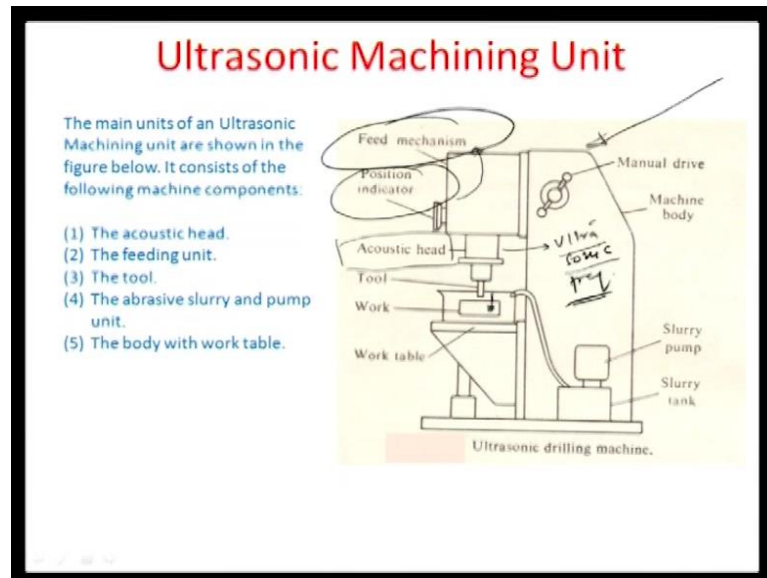 Ultrasonic Machining Unit
The main units of an Ultrasonic
Machining unit are shown in the
figure below. It consists of the
following machine components:
(1) The acoustic head.
(2) The feeding unit.
(3) The tool.
(4) The abrasive slurry and pump
unit.
(5) The body with work table.
Feed mechanism
Position
indicator
Acoustic head
Tool
Work
Work table
Manual drive
Machine
body
Ultra
sonic
freq
Slurry
pump
Slurry
tank
Ultrasonic drilling machine.